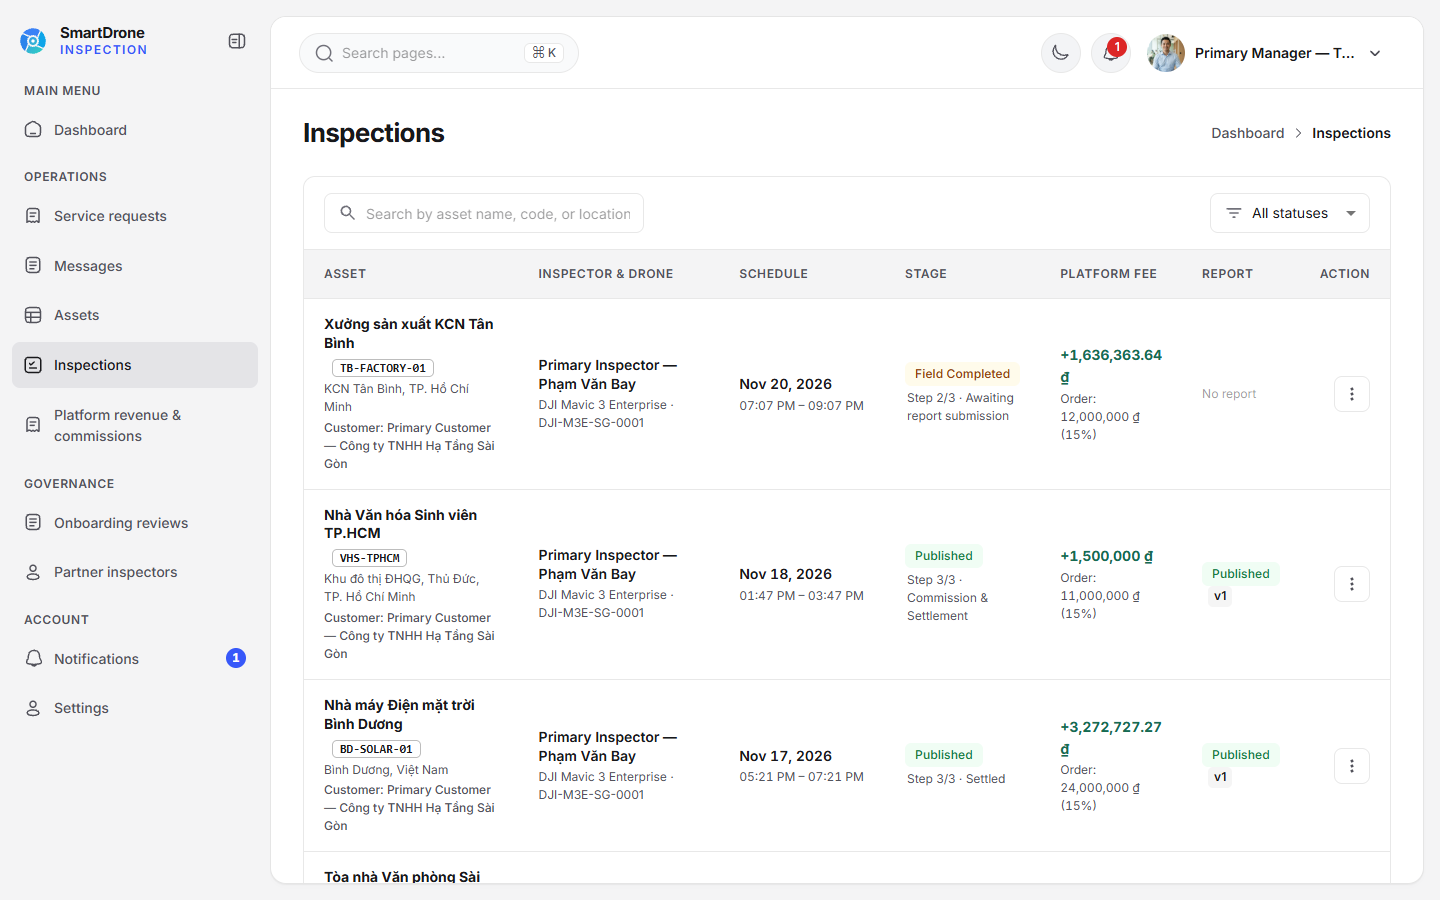 SmartDrone
INSPECTION
MAIN MENU
Dashboard
OPERATIONS
Service requests
Messages
Assets
Inspections
Platform revenue &
commissions
GOVERNANCE
Onboarding reviews
Partner inspectors
ACCOUNT
Notifications
1
Settings
Search pages...
⌘ K
1
Primary Manager — T...
Inspections
Dashboard > Inspections
Search by asset name, code, or location
All statuses
ASSET
INSPECTOR & DRONE
SCHEDULE
STAGE
PLATFORM FEE
REPORT
ACTION
Xưởng sản xuất KCN Tân
Bình
TB-FACTORY-01
KCN Tân Bình, TP. Hồ Chí
Minh
Customer: Primary Customer
— Công ty TNHH Hạ Tầng Sài
Gòn
Primary Inspector —
Phạm Văn Bay
DJI Mavic 3 Enterprise ·
DJI-M3E-SG-0001
Nov 20, 2026
07:07 PM – 09:07 PM
Field Completed
Step 2/3 · Awaiting
report submission
+1,636,363.64
₫
Order:
12,000,000 ₫
(15%)
No report
Nhà Văn hóa Sinh viên
TP.HCM
VHS-TPHCM
Khu đô thị ĐHQG, Thủ Đức,
TP. Hồ Chí Minh
Customer: Primary Customer
— Công ty TNHH Hạ Tầng Sài
Gòn
Primary Inspector —
Phạm Văn Bay
DJI Mavic 3 Enterprise ·
DJI-M3E-SG-0001
Nov 18, 2026
01:47 PM – 03:47 PM
Published
Step 3/3 ·
Commission &
Settlement
+1,500,000 ₫
Order:
11,000,000 ₫
(15%)
Published
v1
Nhà máy Điện mặt trời
Bình Dương
BD-SOLAR-01
Bình Dương, Việt Nam
Customer: Primary Customer
— Công ty TNHH Hạ Tầng Sài
Gòn
Primary Inspector —
Phạm Văn Bay
DJI Mavic 3 Enterprise ·
DJI-M3E-SG-0001
Nov 17, 2026
05:21 PM – 07:21 PM
Published
Step 3/3 · Settled
+3,272,727.27
₫
Order:
24,000,000 ₫
(15%)
Published
v1
Tòa nhà Văn phòng Sài